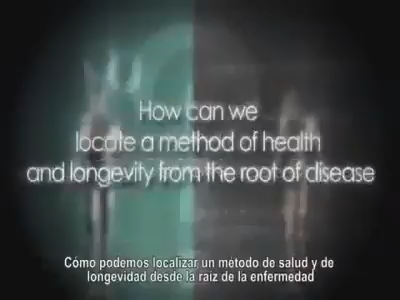 How can we
locate a method of health
and longevity from the root of disease
Cómo podemos localizar un método de salud y de
longevidad desde la raiz de la enfermedad